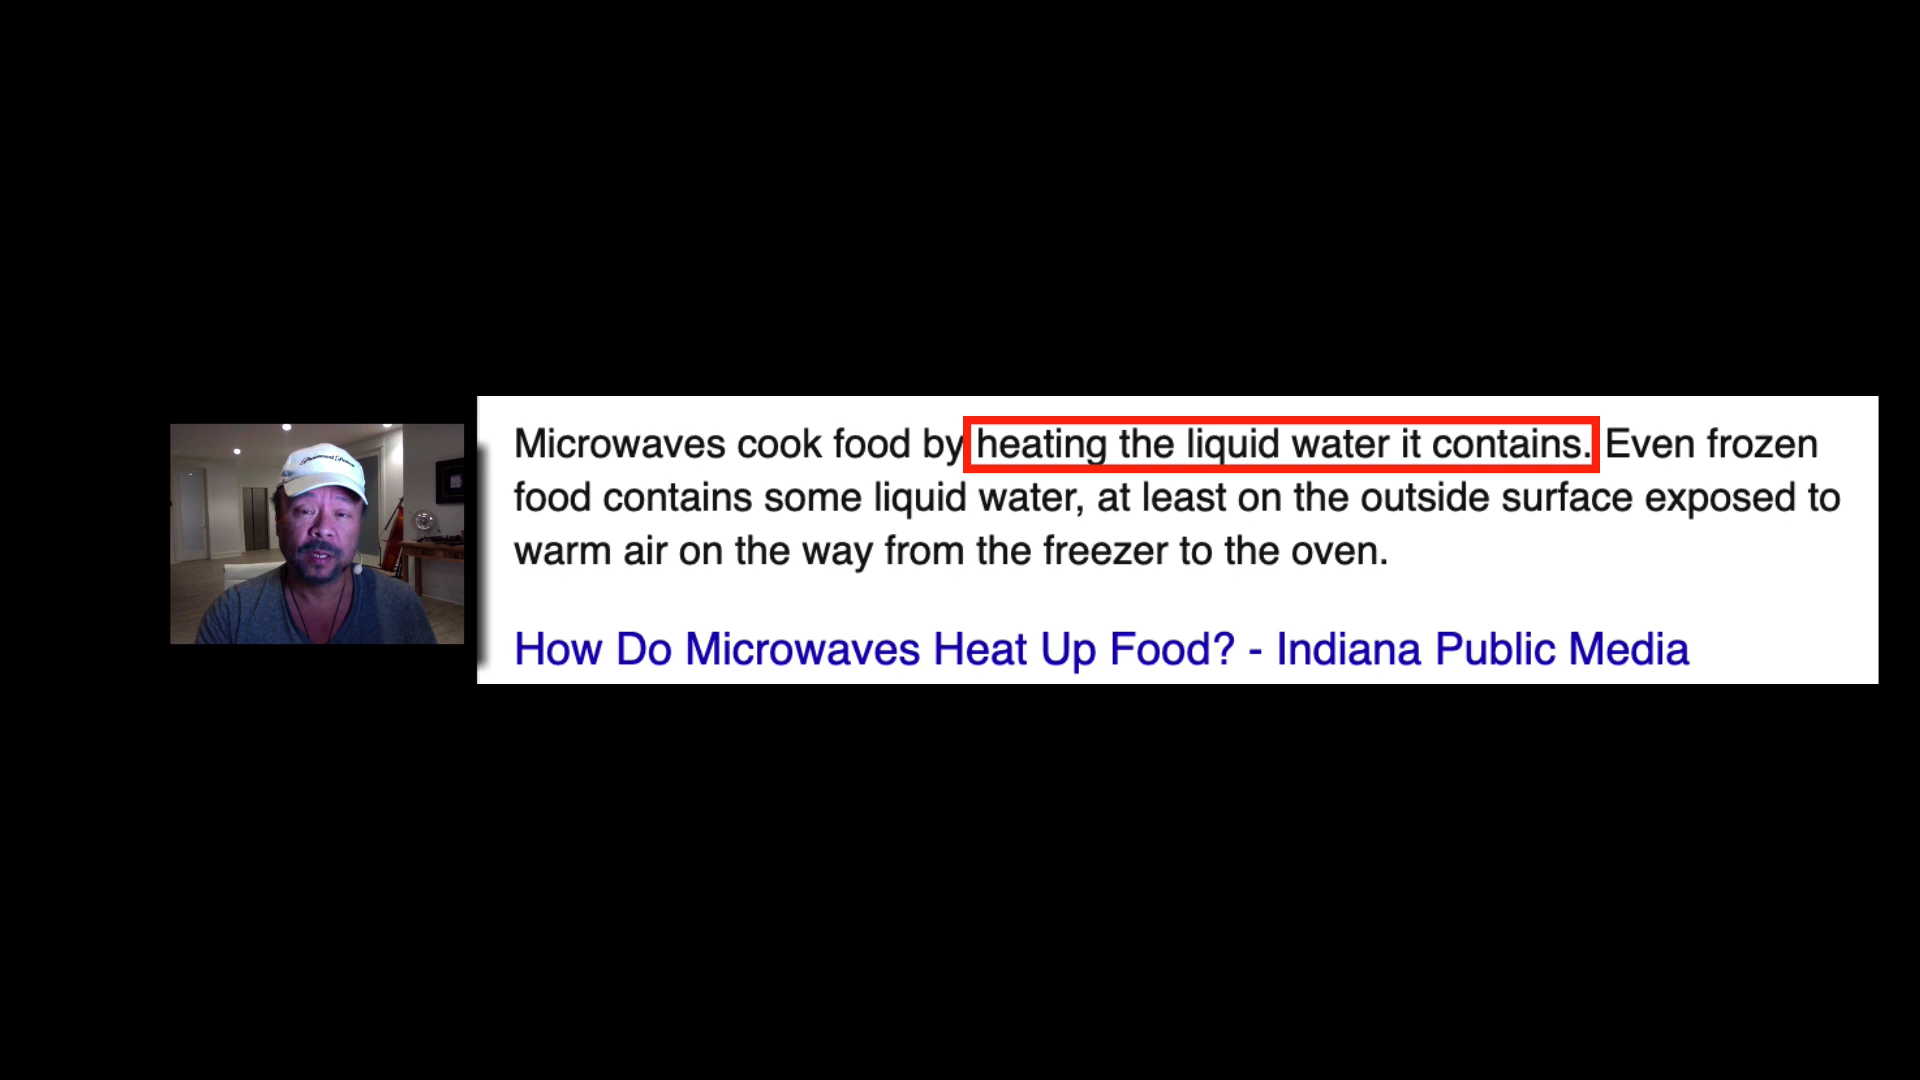 Microwaves cook food by heating the liquid water it contains. Even frozen
food contains some liquid water, at least on the outside surface exposed to
warm air on the way from the freezer to the oven.
How Do Microwaves Heat Up Food? - Indiana Public Media